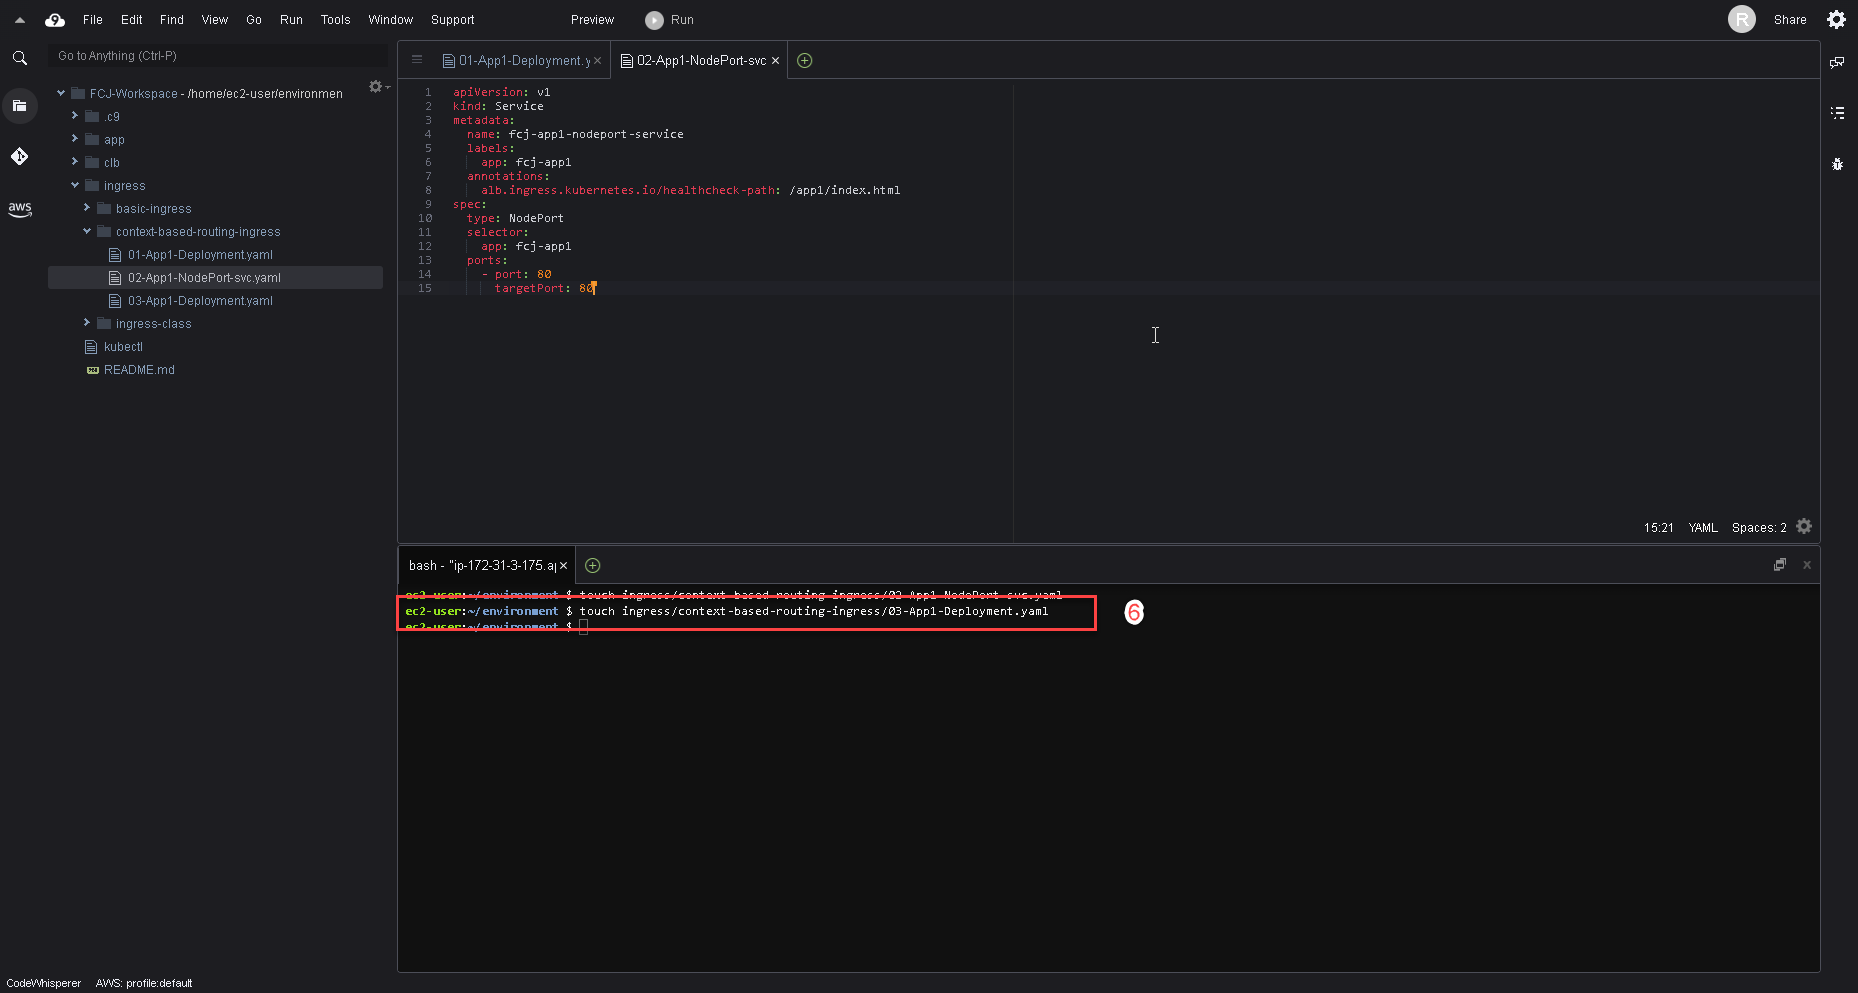 File Edit Find View Go Run Tools Window Support Preview Run R Share
Go to Anything (Ctrl-P)
FCJ-Workspace - /home/ec2-user/environmen
.c9
app
clb
ingress
basic-ingress
context-based-routing-ingress
01-App1-Deployment.yaml
02-App1-NodePort-svc.yaml
03-App1-Deployment.yaml
ingress-class
kubectl
README.md
aws
01-App1-Deployment.y 02-App1-NodePort-svc
1 apiVersion: v1
2 kind: Service
3 metadata:
4 name: fcj-app1-nodeport-service
5 labels:
6 app: fcj-app1
7 annotations:
8 alb.ingress.kubernetes.io/healthcheck-path: /app1/index.html
9 spec:
10 type: NodePort
11 selector:
12 app: fcj-app1
13 ports:
14 - port: 80
15 targetPort: 80
15:21 YAML Spaces: 2
bash - "ip-172-31-3-175.a
ec2-user:~/environment $ touch ingress/context-based-routing-ingress/02-App1-NodePort-svc.yaml
ec2-user:~/environment $ touch ingress/context-based-routing-ingress/03-App1-Deployment.yaml
ec2-user:~/environment $
6
CodeWhisperer AWS: profile:default